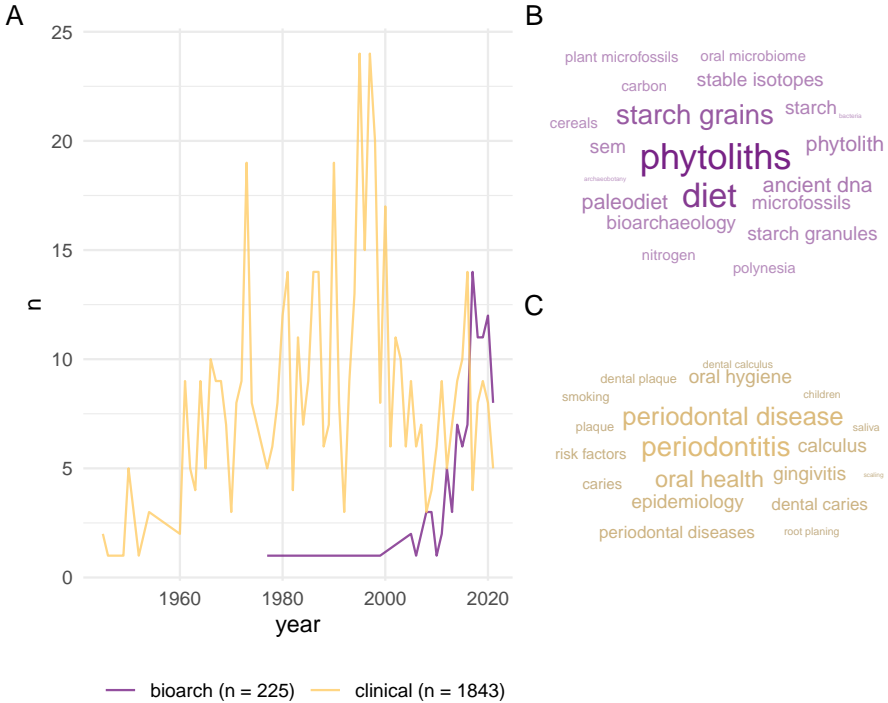 A
25
20
15
10
5
0
n
1960
1980
2000
2020
year
bioarch (n = 225)
clinical (n = 1843)
B
plant microfossils
oral microbiome
carbon
stable isotopes
starch grains
starch
bacteria
cereals
sem
phytoliths
phytolith
archaeobotany
paleodiet
diet
ancient dna
microfossils
bioarchaeology
starch granules
nitrogen
polynesia
C
dental calculus
dental plaque
oral hygiene
smoking
children
plaque
periodontal disease
saliva
risk factors
periodontitis
calculus
caries
oral health
gingivitis
scaling
epidemiology
dental caries
periodontal diseases
root planing